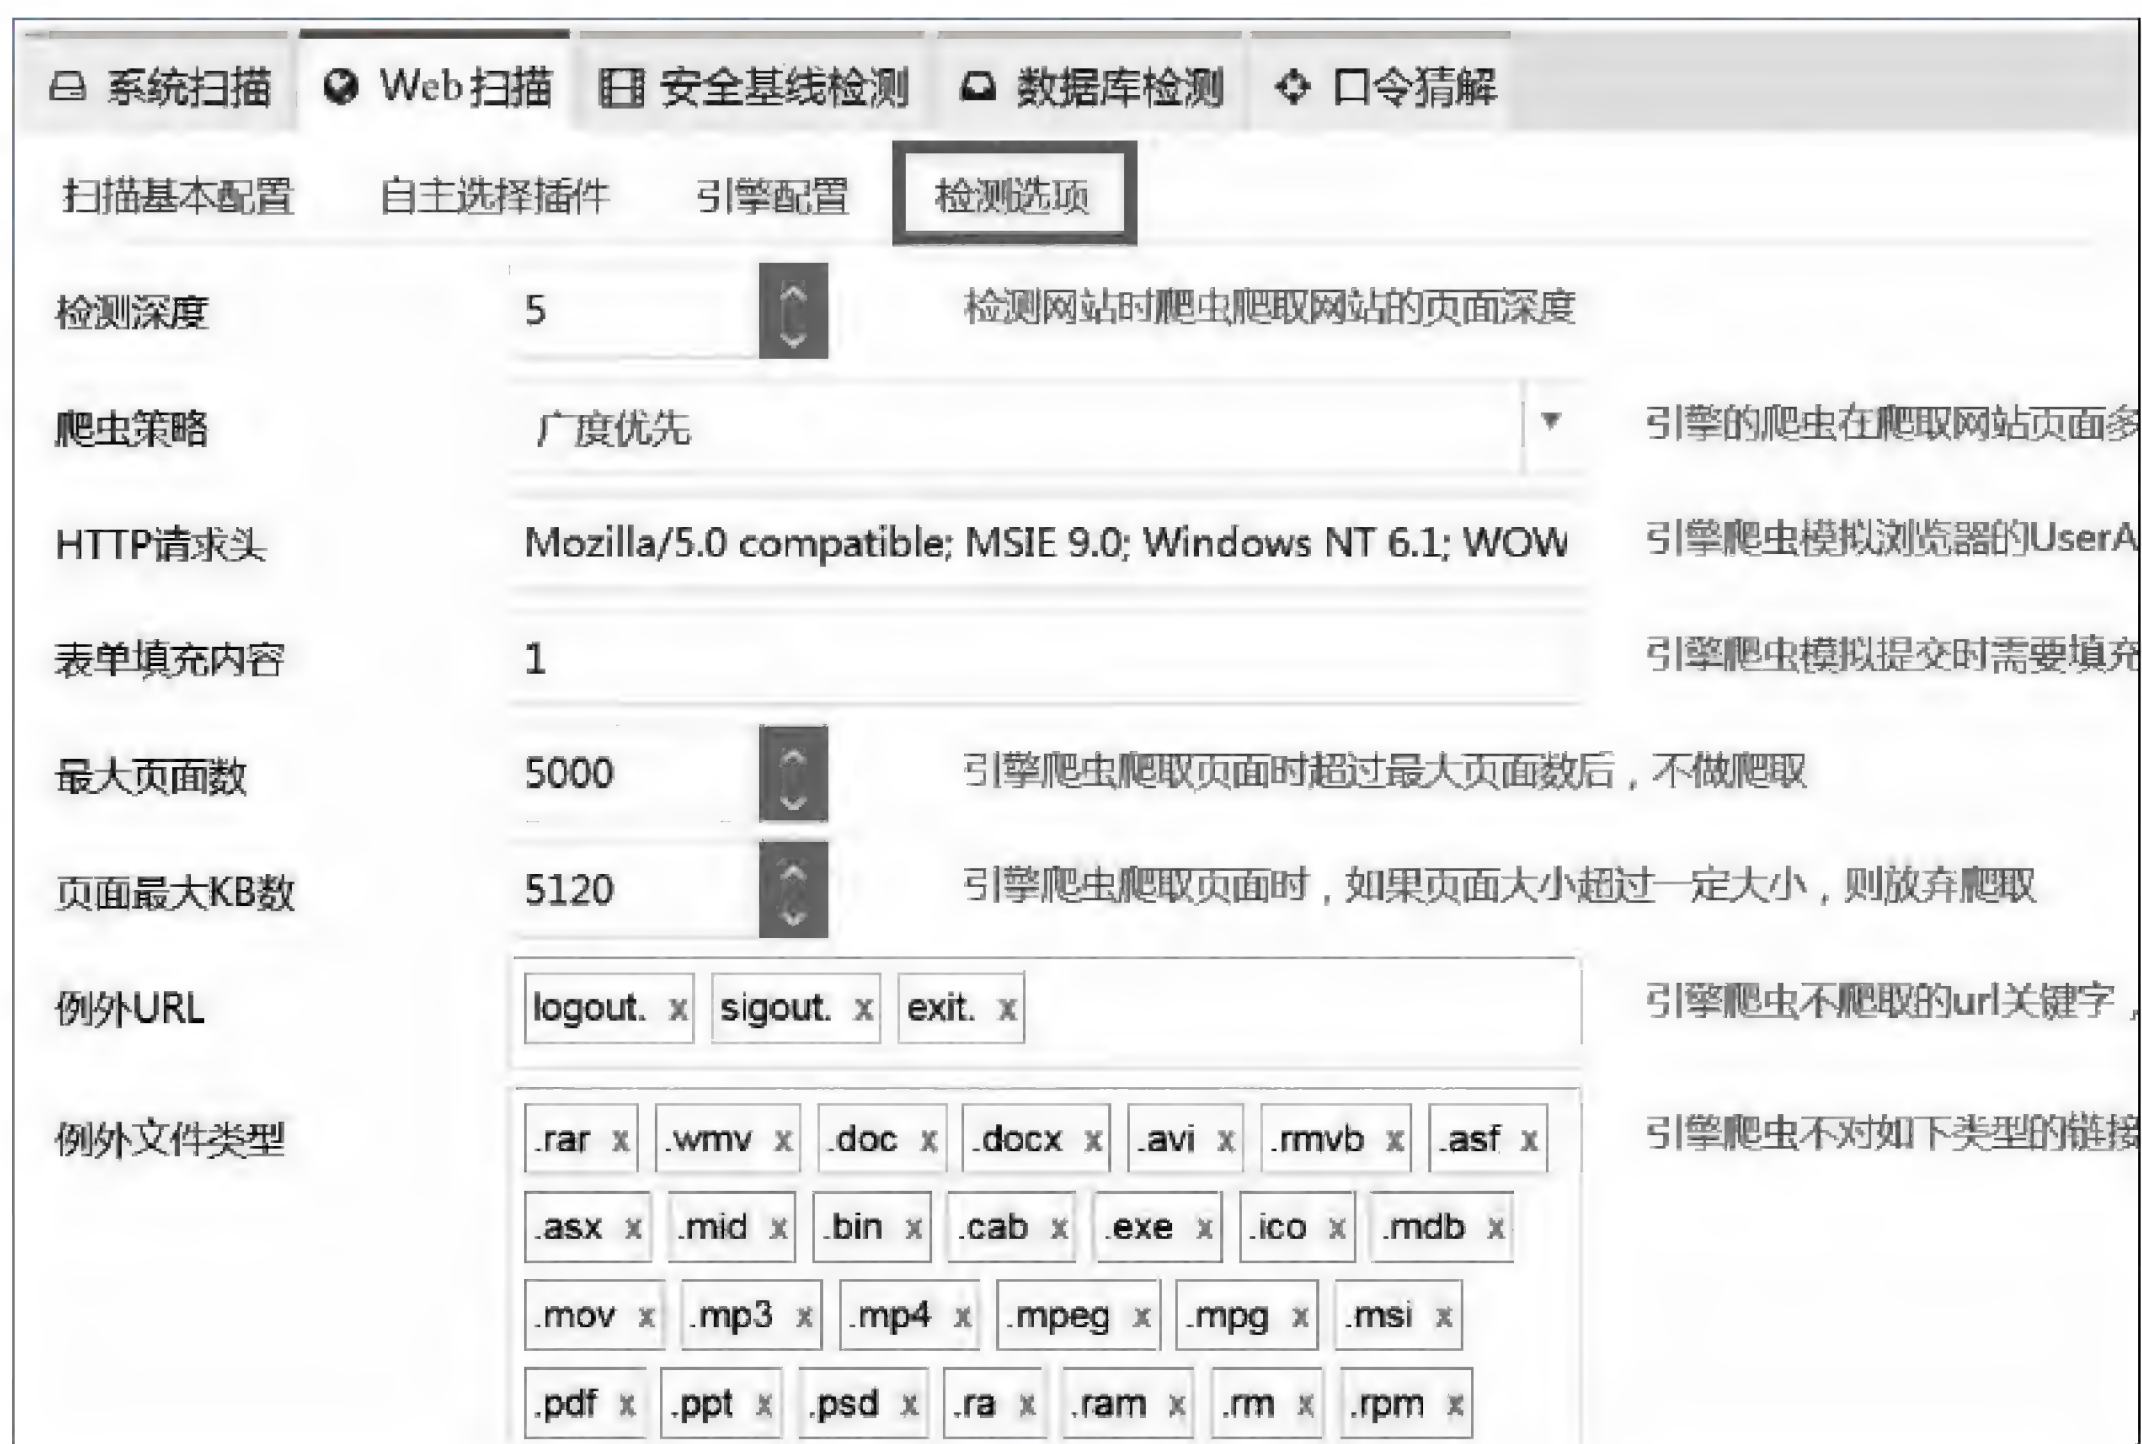 系统扫描 Web扫描 安全基线检测 数据库检测 口令猜解
扫描基本配置 自主选择插件 引擎配置 检测选项
检测深度 5 检测网站时爬虫爬取网站的页面深度
爬虫策略 广度优先 引擎的爬虫在爬取网站页面多
HTTP请求头 Mozilla/5.0 compatible; MSIE 9.0; Windows NT 6.1; WOW 引擎爬虫模拟浏览器的UserA
表单填充内容 1 引擎爬虫模拟提交时需要填充
最大页面数 5000 引擎爬虫爬取页面时超过最大页面数后，不做爬取
页面最大KB数 5120 引擎爬虫爬取页面时，如果页面大小超过一定大小，则放弃爬取
例外URL logout. x sigout. x exit. x 引擎爬虫不爬取的url关键字，
例外文件类型 .rar x .wmv x .doc x .docx x .avi x .rmvb x .asf x 引擎爬虫不对如下类型的链接
.asx x .mid x .bin x .cab x .exe x .ico x .mdb x
.mov x .mp3 x .mp4 x .mpeg x .mpg x .msi x
.pdf x .ppt x .psd x .ra x .ram x .rm x .rpm x